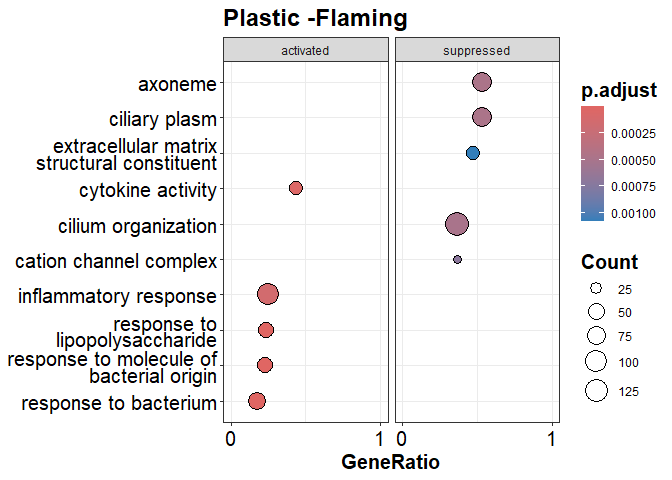 Plastic -Flaming
activated
suppressed
axoneme
ciliary plasm
extracellular matrix
structural constituent
cytokine activity
cilium organization
cation channel complex
inflammatory response
response to
lipopolysaccharide
response to molecule of
bacterial origin
response to bacterium
0
1
0
1
GeneRatio
p.adjust
0.00025
0.00050
0.00075
0.00100
Count
25
50
75
100
125